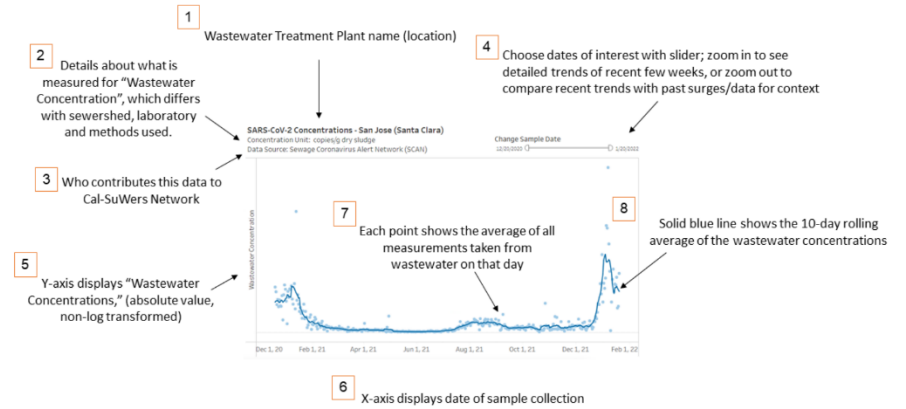 1
Wastewater Treatment Plant name (location)
2
Details about what is
measured for “Wastewater
Concentration”, which differs
with sewershed, laboratory
and methods used.
4
Choose dates of interest with slider; zoom in to see
detailed trends of recent few weeks, or zoom out to
compare recent trends with past surges/data for context
SARS-CoV-2 Concentrations - San Jose (Santa Clara)
Concentration Unit: copies/g dry sludge
Data Source: Sewage Coronavirus Alert Network (SCAN)
Change Sample Date
3
Who contributes this data to
Cal-SuWers Network
7
Each point shows the average of all
measurements taken from
wastewater on that day
8
Solid blue line shows the 10-day rolling
average of the wastewater concentrations
Wastewater Concentration
5
Y-axis displays “Wastewater
Concentrations,” (absolute value,
non-log transformed)
Dec 1, 20 Feb 1, 21 Apr 1, 21 Jun 1, 21 Aug 1, 21 Oct 1, 21 Dec 1, 21 Feb 1, 22
6
X-axis displays date of sample collection